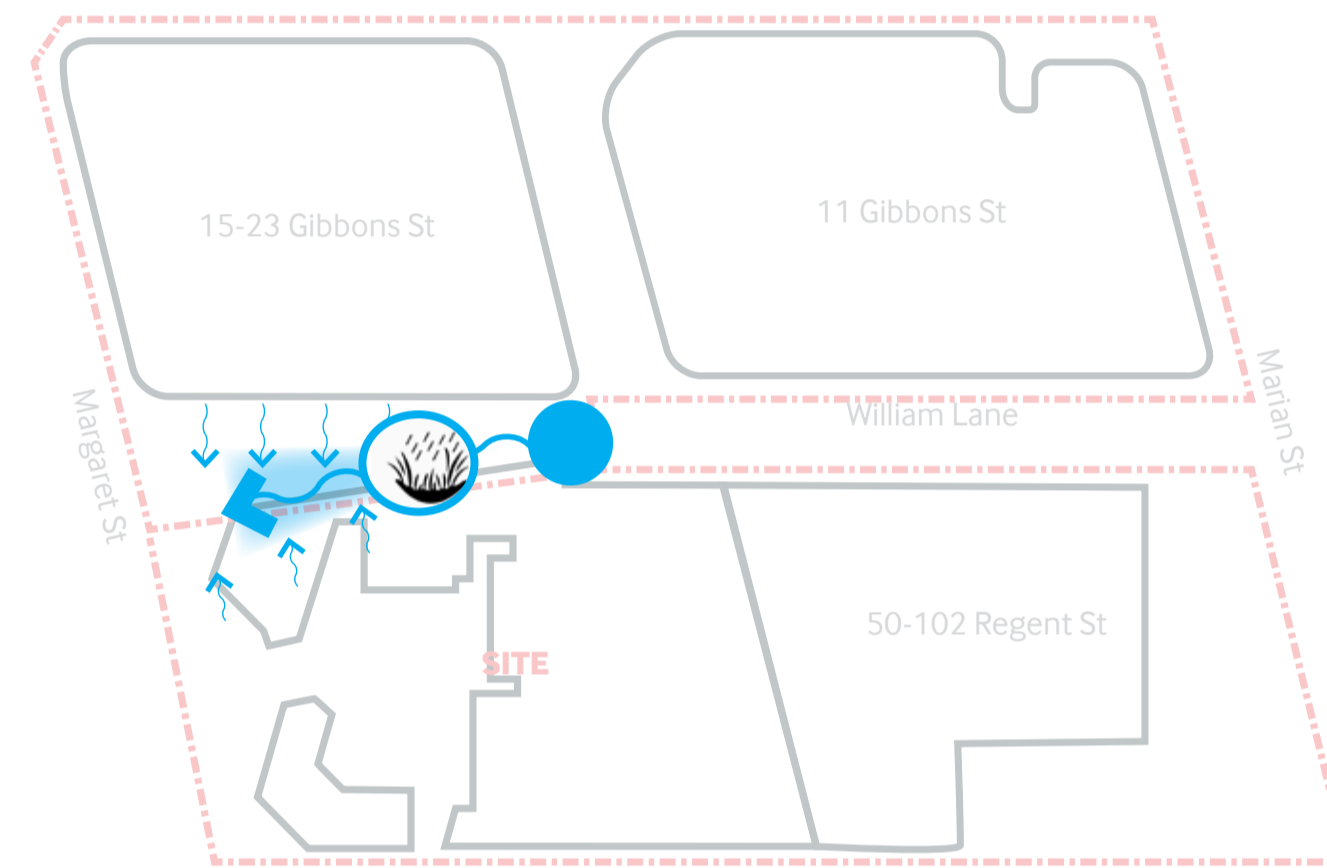 15-23 Gibbons St
11 Gibbons St
William Lane
Margaret St
Marian St
50-102 Regent St
SITE